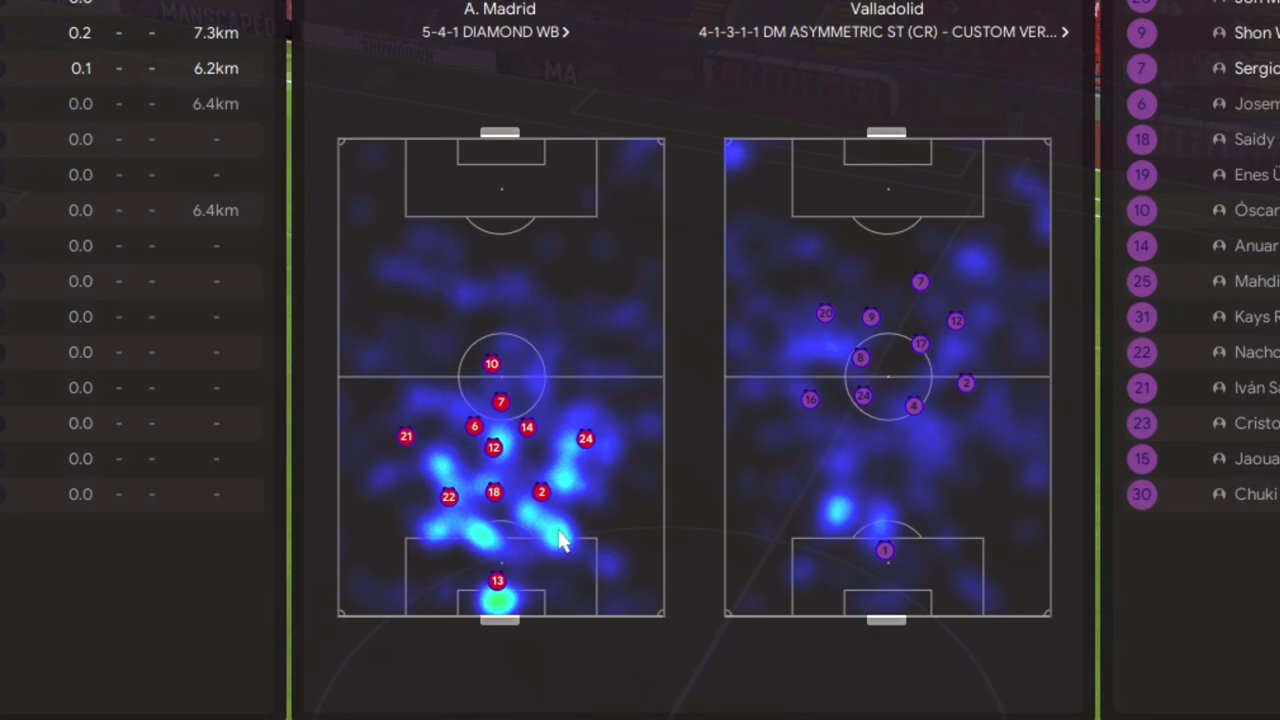 0.2 - - 7.3km
0.1 - - 6.2km
0.0 - - 6.4km
0.0 - - -
0.0 - - -
0.0 - - 6.4km
0.0 - - -
0.0 - - -
0.0 - - -
0.0 - - -
0.0 - - -
0.0 - - -
0.0 - - -
0.0 - - -
MANSCAPED
MA
A. Madrid
5-4-1 DIAMOND WB
10
7
6
14
21
12
24
22
18
2
13
Valladolid
4-1-3-1-1 DM ASYMMETRIC ST (CR) - CUSTOM VER...
7
20
9
12
17
8
2
16
24
4
1
9 Shon
7 Sergio
6 Josem
18 Saidy
19 Enes
10 Óscar
14 Anuar
25 Mahdi
31 Kays
22 Nacho
21 Iván
23 Cristo
15 Jaoua
30 Chuki